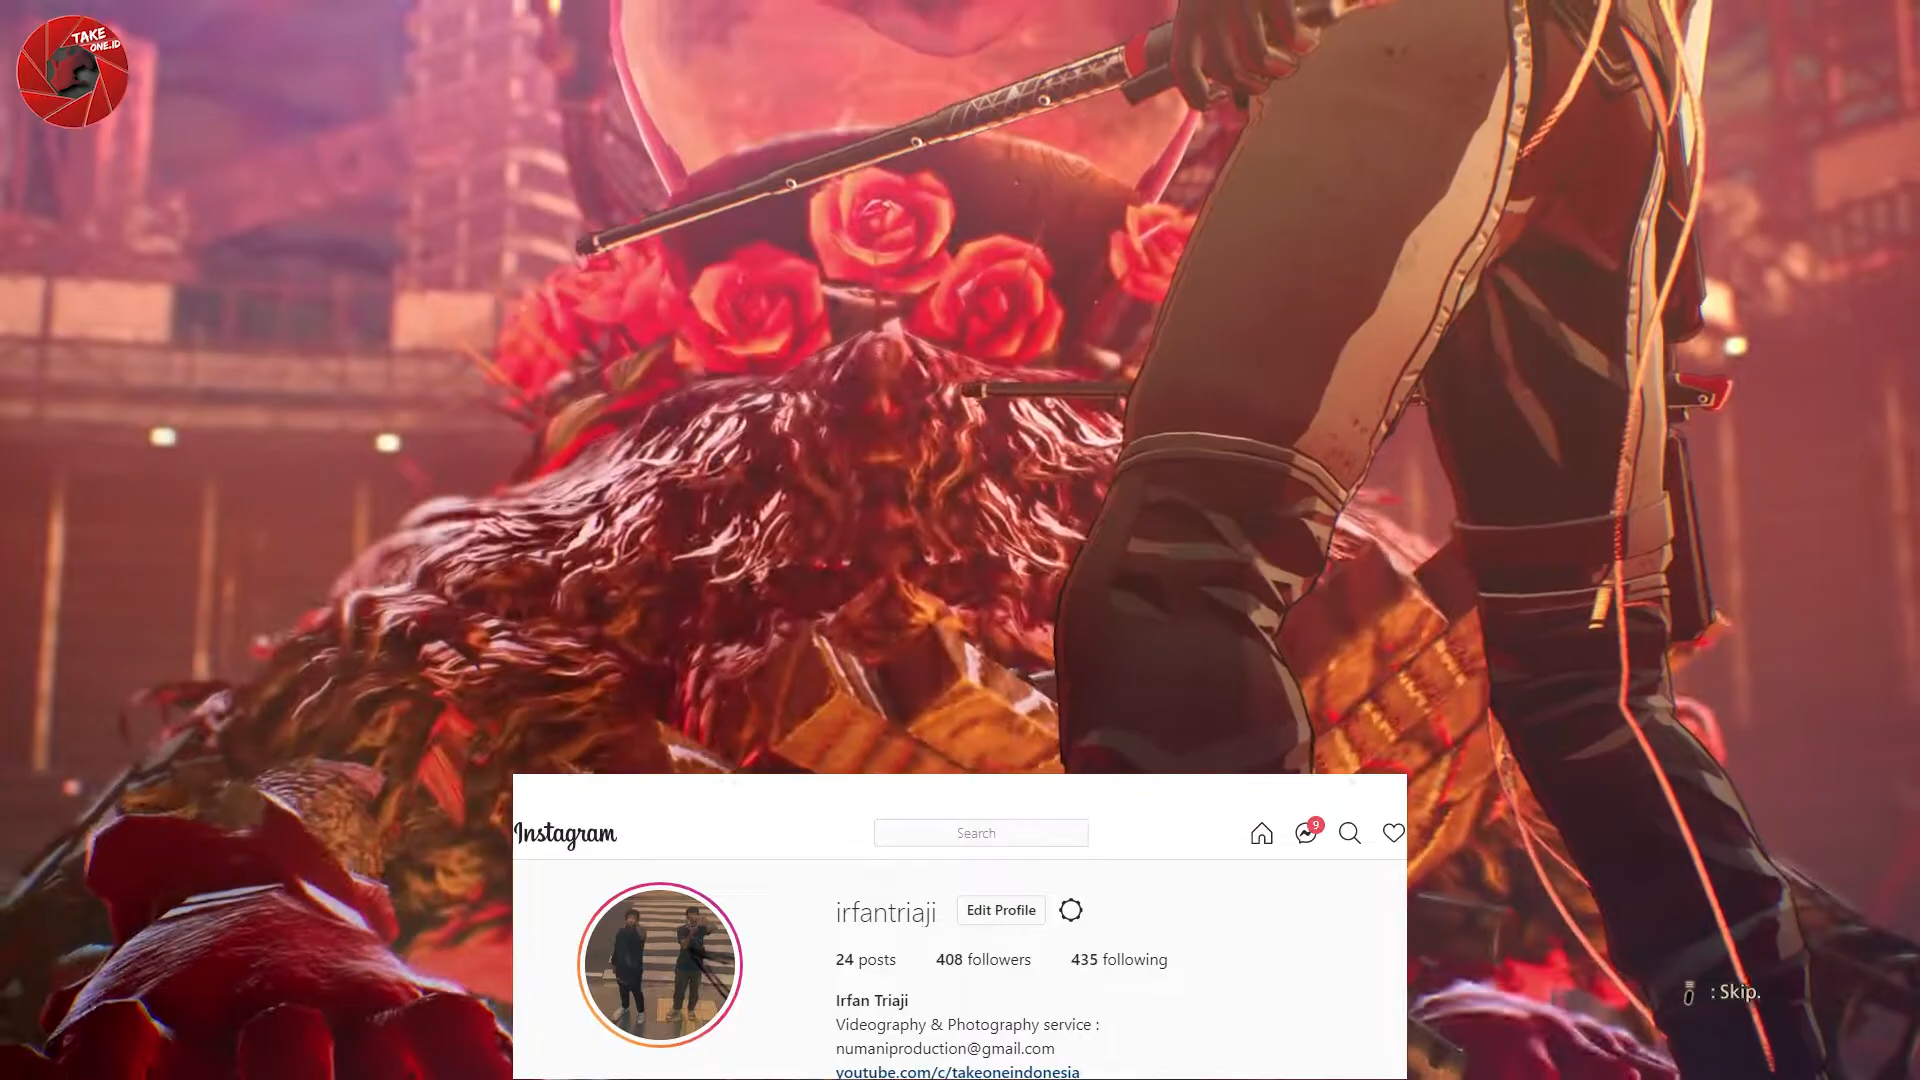 TAKE
ONE.ID
Instagram
Search
9
irfantriaji
Edit Profile
24 posts
408 followers
435 following
Irfan Triaji
Videography & Photography service :
numaniproduction@gmail.com
youtube.com/c/takeoneindonesia
: Skip.